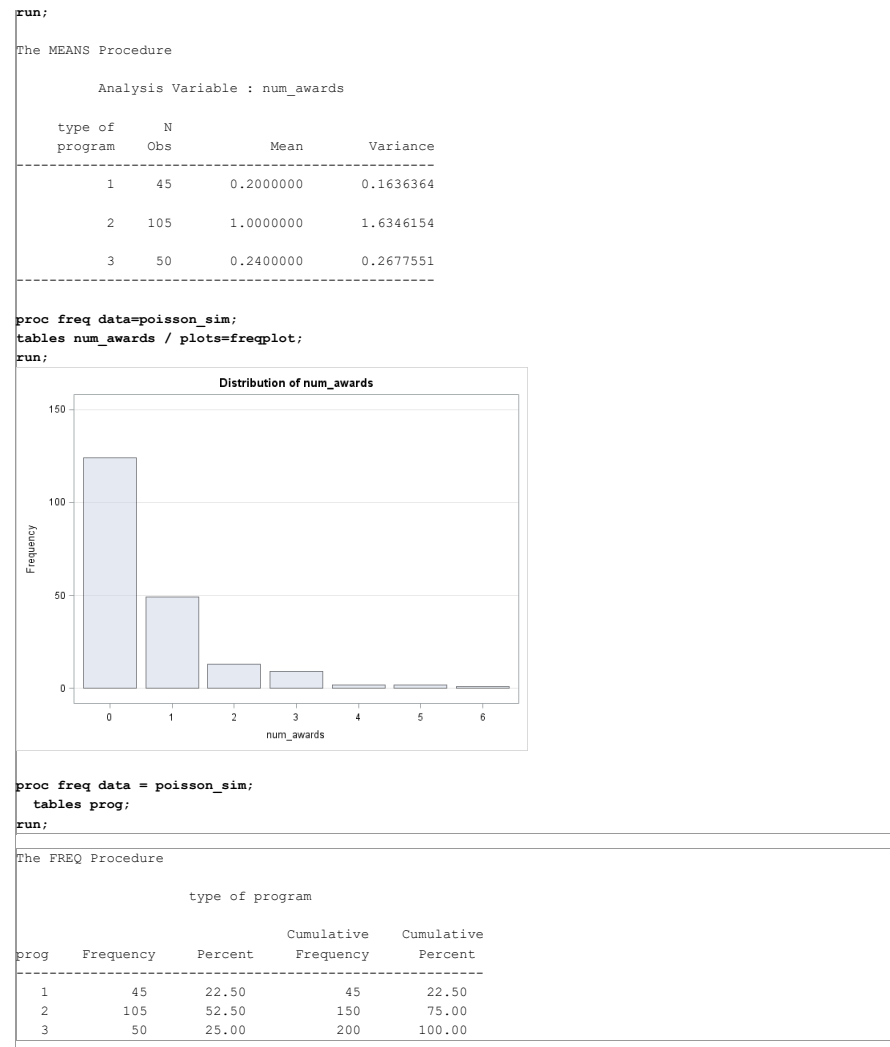 run;
The MEANS Procedure
Analysis Variable : num_awards
type of N
program Obs Mean Variance
--------------------------------------------------
1 45 0.2000000 0.1636364
2 105 1.0000000 1.6346154
3 50 0.2400000 0.2677551
--------------------------------------------------
proc freq data=poisson_sim;
tables num_awards / plots=freqplot;
run;
Distribution of num_awards
150
100
50
0
Frequency
0 1 2 3 4 5 6
num_awards
proc freq data = poisson_sim;
tables prog;
run;
The FREQ Procedure
type of program
Cumulative Cumulative
prog Frequency Percent Frequency Percent
---------------------------------------------------------
1 45 22.50 45 22.50
2 105 52.50 150 75.00
3 50 25.00 200 100.00